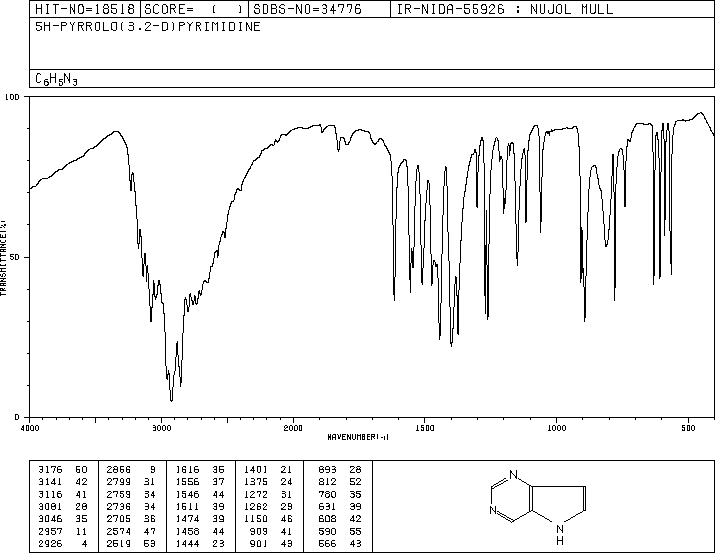 HIT-NO=18518 SCORE= ( ) SDBS-NO=34776 IR-NIDA-55926 : NUJOL MULL
5H-PYRROLO(3.2-D)PYRIMIDINE
C6H5N3
100
50
0
TRANSMITTANCE(%)
4000 3000 2000 1500 1000 500
WAVENUMBER(-1)
3176 60 2866 9 1616 36 1401 21 893 28
3141 42 2799 31 1556 37 1375 24 812 52
3116 41 2759 34 1546 44 1272 31 780 35
3081 28 2736 34 1511 39 1262 29 631 39
3046 35 2705 36 1474 39 1150 46 608 42
2957 11 2574 47 1458 44 909 41 590 55
2926 4 2519 53 1444 23 901 49 566 43
N
N
N
H